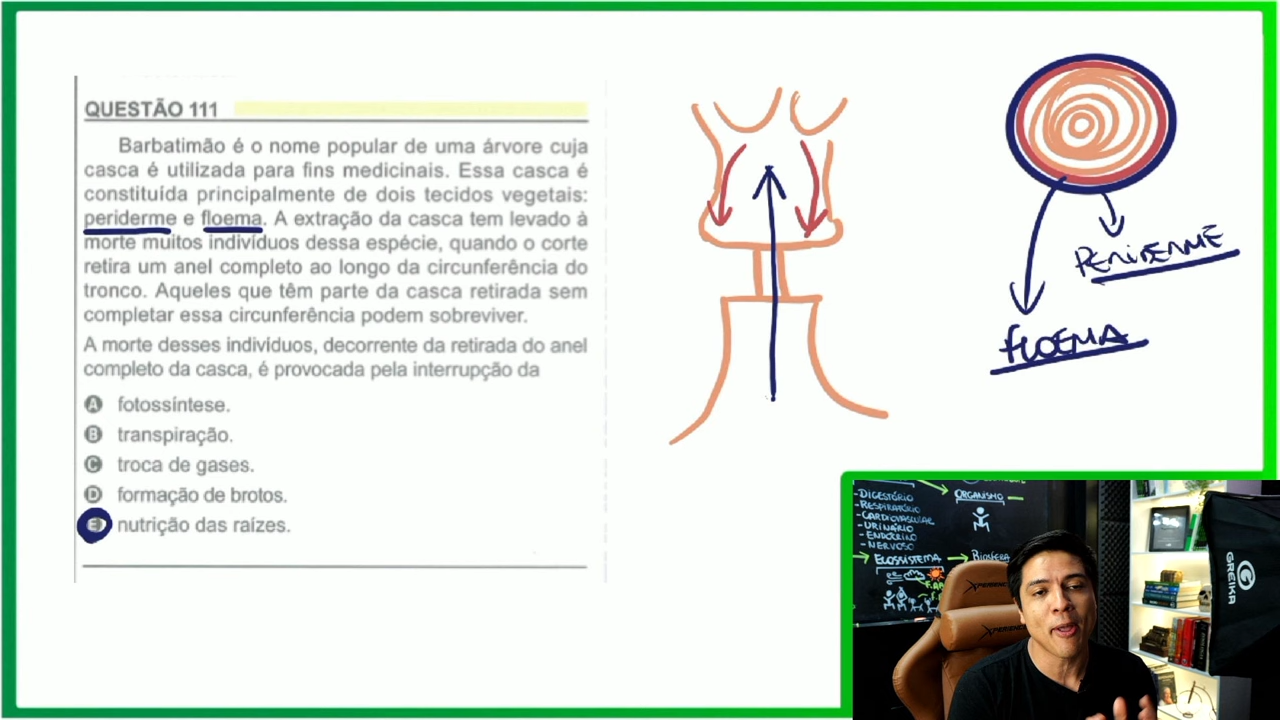 QUESTÃO 111
Barbatimão é o nome popular de uma árvore cuja
casca é utilizada para fins medicinais. Essa casca é
constituída principalmente de dois tecidos vegetais:
periderme e floema. A extração da casca tem levado à
morte muitos indivíduos dessa espécie, quando o corte
retira um anel completo ao longo da circunferência do
tronco. Aqueles que têm parte da casca retirada sem
completar essa circunferência podem sobreviver.
A morte desses indivíduos, decorrente da retirada do anel
completo da casca, é provocada pela interrupção da
A fotossíntese.
B transpiração.
C troca de gases.
D formação de brotos.
E nutrição das raízes.
PERIDERME
FLOEMA
-DIGESTÓRIO
-RESPIRATÓRIO
-CARDIOVASCULAR
-URINÁRIO
-ENDÓCRINO
-NERVOSO
ORGANISMO
ECOSSISTEMA
BIOSFERA
XPERIENCE
GREIKA